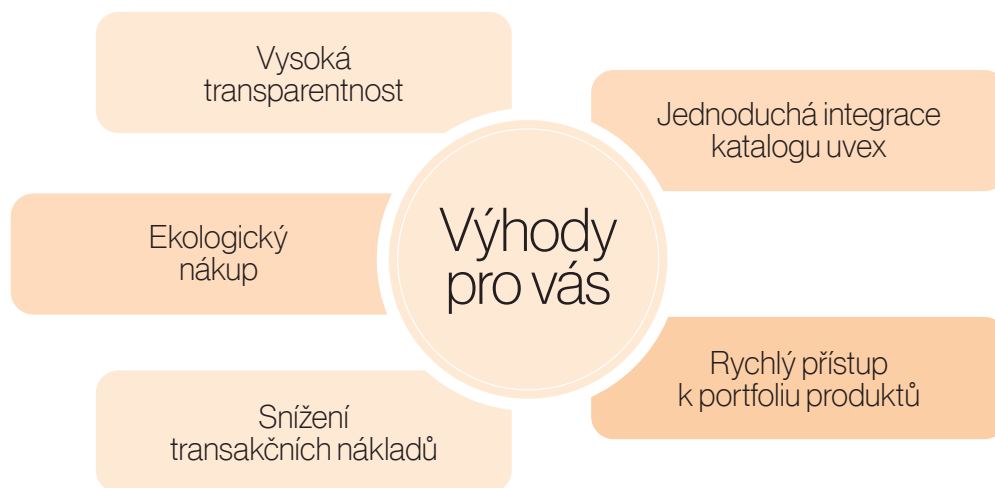 Vysoká
transparentnost
Jednoduchá integrace
katalogu uvex
Ekologický
nákup
Výhody
pro vás
Rychlý přístup
k portfoliu produktů
Snížení
transakčních nákladů